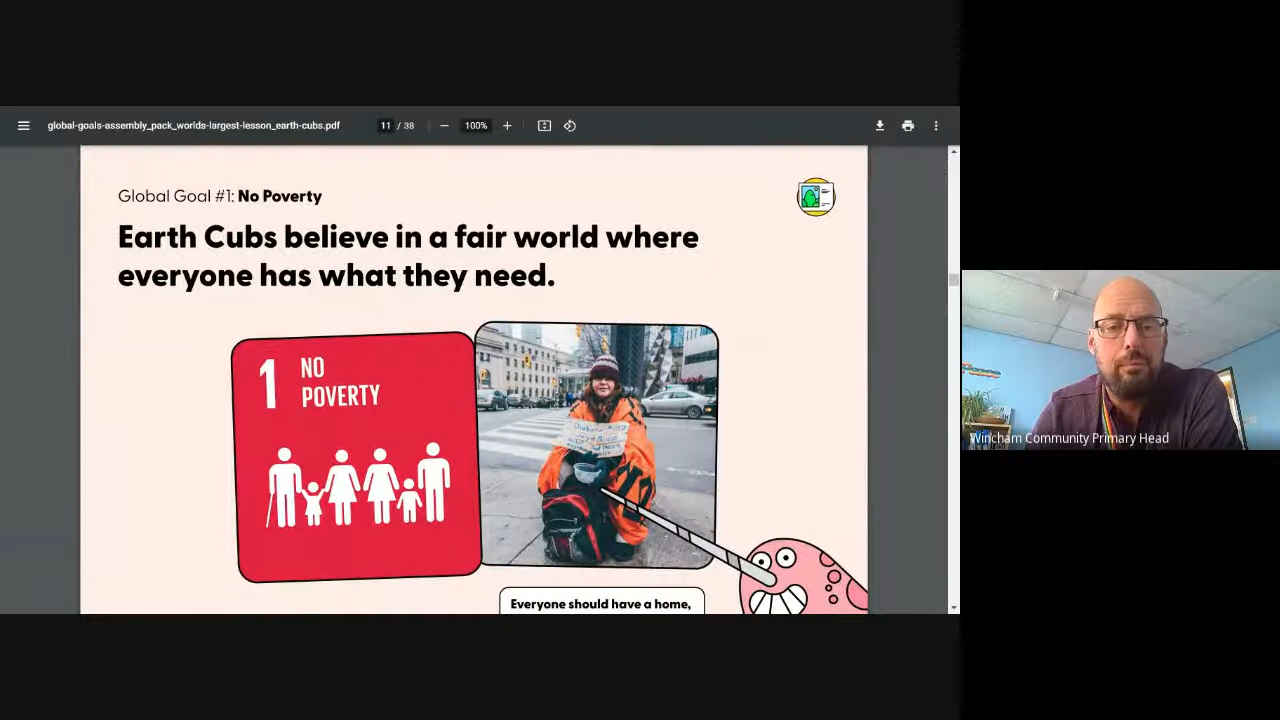 global-goals-assembly_pack_worlds-largest-lesson_earth-cubs.pdf
11 / 38
100%
Global Goal #1: No Poverty
Earth Cubs believe in a fair world where
everyone has what they need.
1 NO
POVERTY
Everyone should have a home,
Wincham Community Primary Head